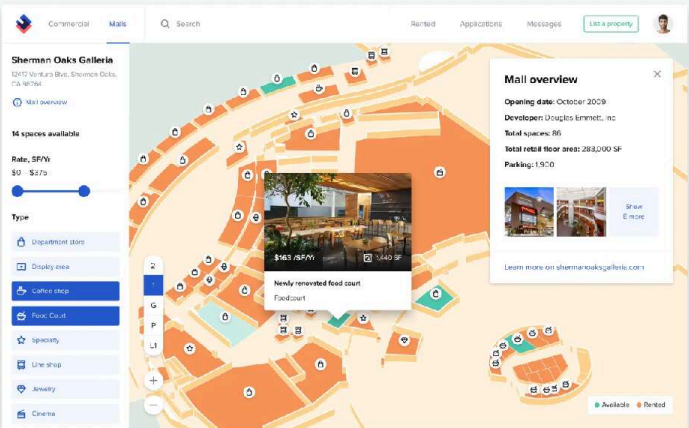 Commercial
Malls
Search
Rented
Applications
Messages
List a property
Sherman Oaks Galleria
Ventura Blvd, Sherman Oaks,
Mall overview
14 spaces available
Rate, SF/Yr
$0 – $375
Type
Department store
Display area
Coffee shop
Food Court
Specialty
Line shop
Jewelry
Cinema
2
1
G
P
L1
+
–
$163 /SF/Yr
1,440 SF
Newly renovated food court
Foodcourt
Mall overview
Opening date: October 2009
Developer: Douglas Emmett, Inc
Total spaces: 86
Total retail floor area: 283,000 SF
Parking: 1,900
Show
more
Learn more on shermanoaksgalleria.com
Available
Rented